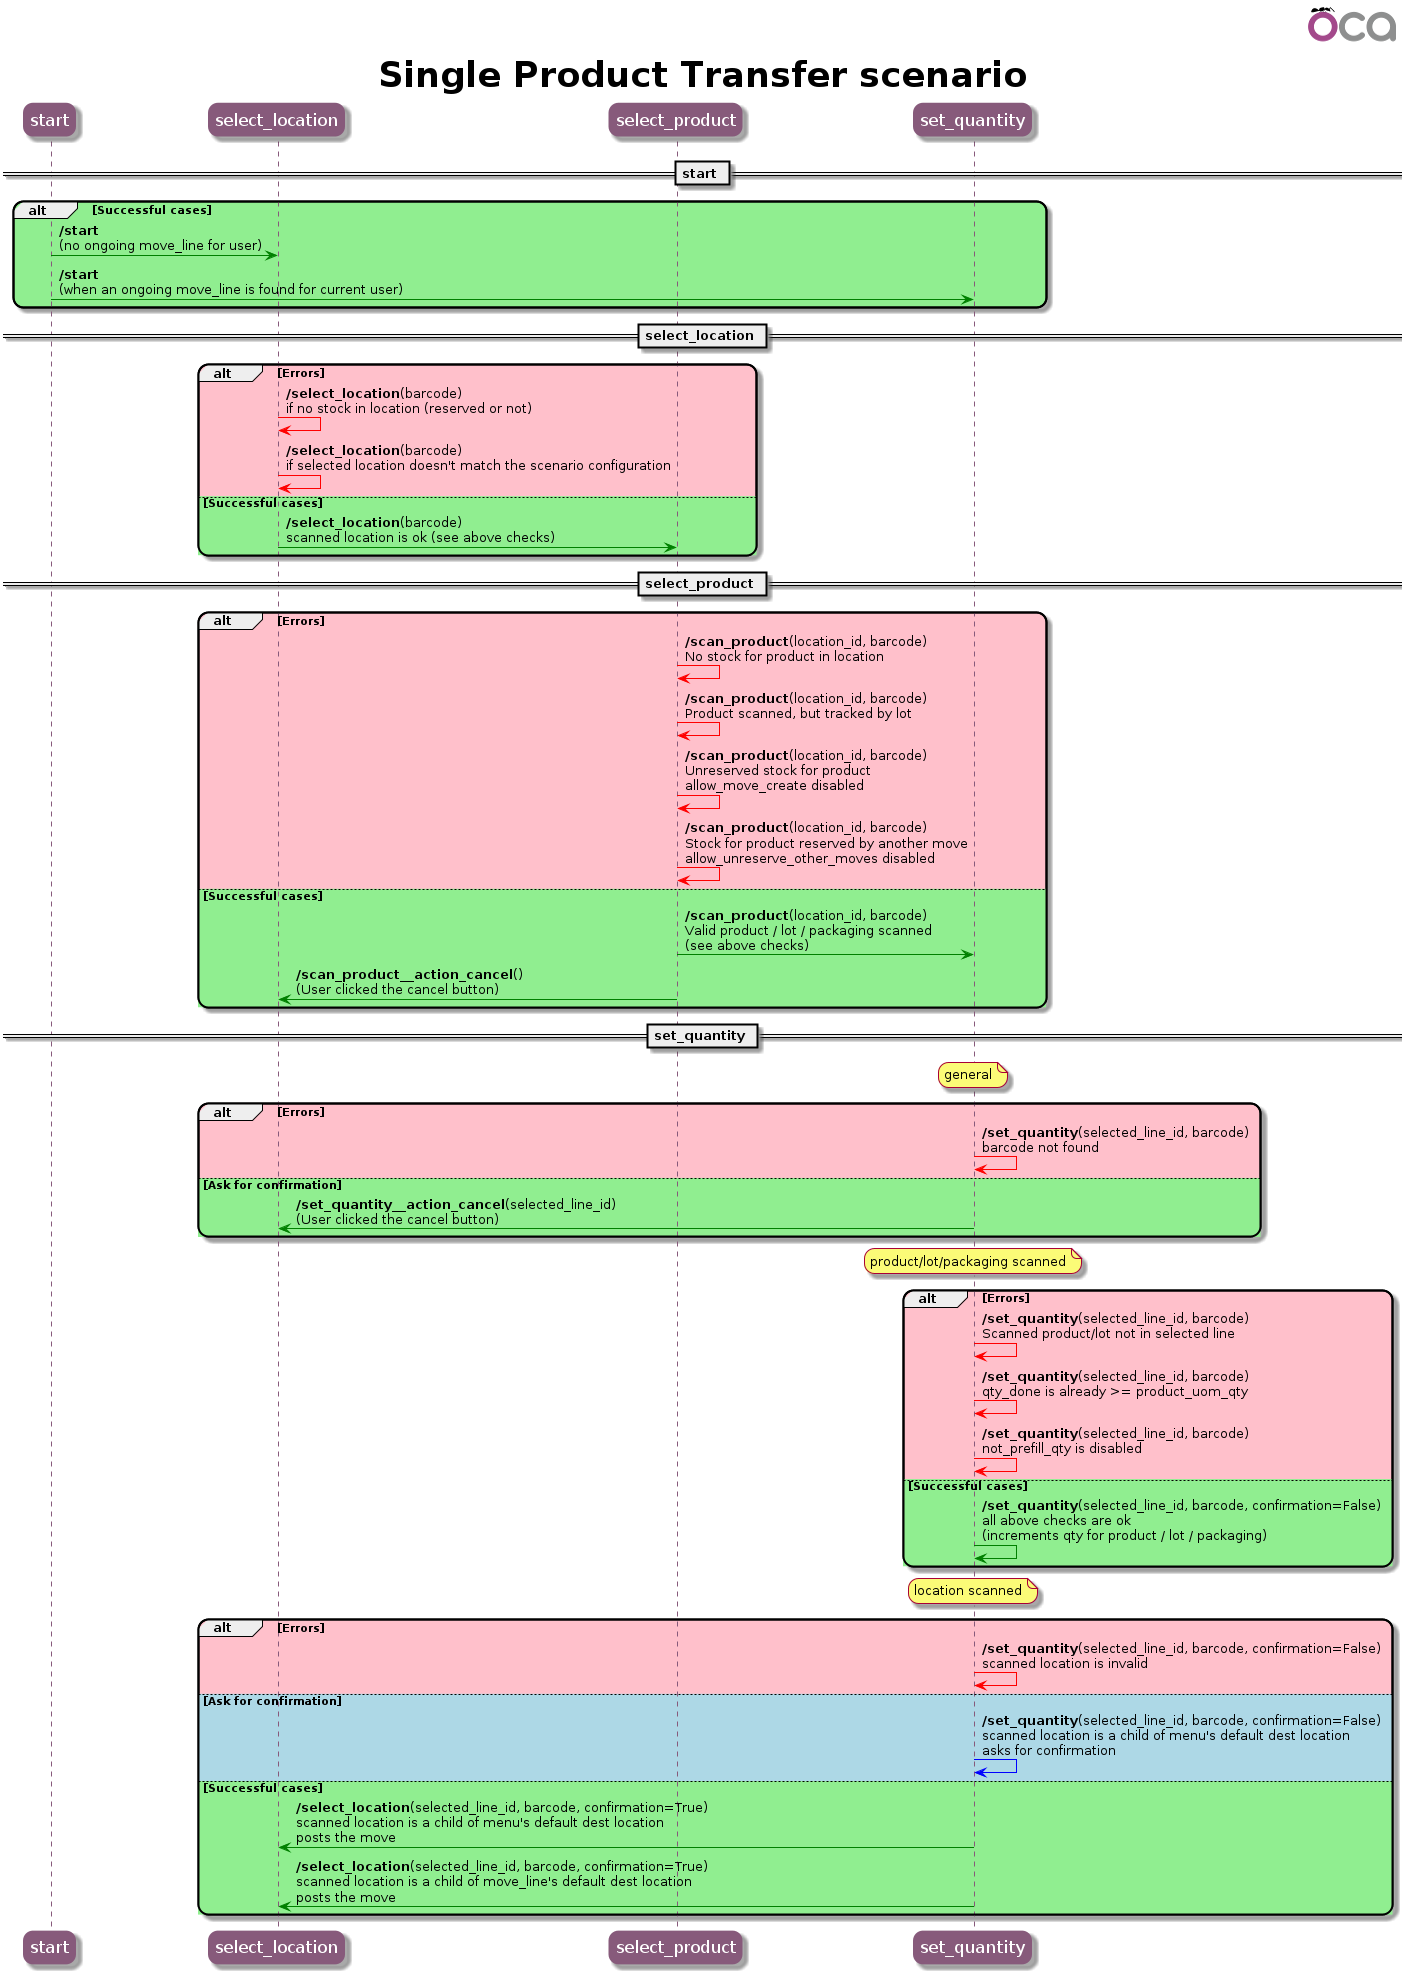 öca
Single Product Transfer scenario
start
select_location
select_product
set_quantity
start
alt
[Successful cases]
/start
(no ongoing move_line for user)
/start
(when an ongoing move_line is found for current user)
select_location
alt
[Errors]
/select_location(barcode)
if no stock in location (reserved or not)
/select_location(barcode)
if selected location doesn't match the scenario configuration
[Successful cases]
/select_location(barcode)
scanned location is ok (see above checks)
select_product
alt
[Errors]
/scan_product(location_id, barcode)
No stock for product in location
/scan_product(location_id, barcode)
Product scanned, but tracked by lot
/scan_product(location_id, barcode)
Unreserved stock for product
allow_move_create disabled
/scan_product(location_id, barcode)
Stock for product reserved by another move
allow_unreserve_other_moves disabled
[Successful cases]
/scan_product(location_id, barcode)
Valid product / lot / packaging scanned
(see above checks)
/scan_product__action_cancel()
(User clicked the cancel button)
set_quantity
general
alt
[Errors]
/set_quantity(selected_line_id, barcode)
barcode not found
[Ask for confirmation]
/set_quantity__action_cancel(selected_line_id)
(User clicked the cancel button)
product/lot/packaging scanned
alt
[Errors]
/set_quantity(selected_line_id, barcode)
Scanned product/lot not in selected line
/set_quantity(selected_line_id, barcode)
qty_done is already >= product_uom_qty
/set_quantity(selected_line_id, barcode)
not_prefill_qty is disabled
[Successful cases]
/set_quantity(selected_line_id, barcode, confirmation=False)
all above checks are ok
(increments qty for product / lot / packaging)
location scanned
alt
[Errors]
/set_quantity(selected_line_id, barcode, confirmation=False)
scanned location is invalid
[Ask for confirmation]
/set_quantity(selected_line_id, barcode, confirmation=False)
scanned location is a child of menu's default dest location
asks for confirmation
[Successful cases]
/select_location(selected_line_id, barcode, confirmation=True)
scanned location is a child of menu's default dest location
posts the move
/select_location(selected_line_id, barcode, confirmation=True)
scanned location is a child of move_line's default dest location
posts the move
start
select_location
select_product
set_quantity